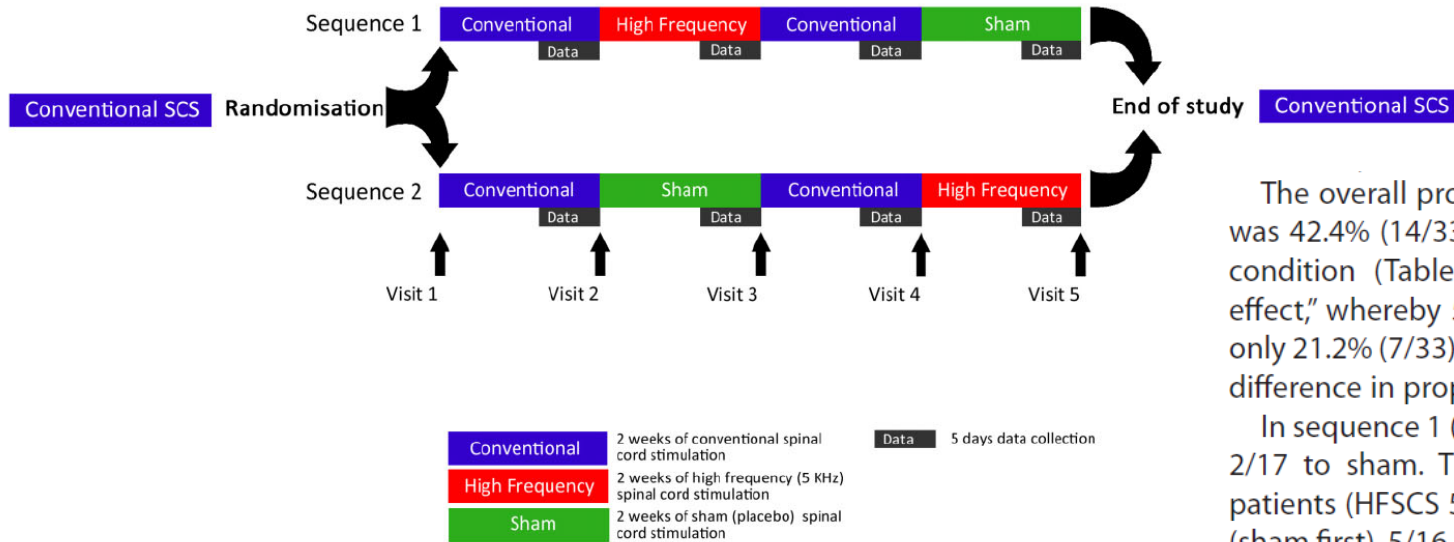 Sequence 1
Conventional
High Frequency
Conventional
Sham
Data
Data
Data
Data
Conventional SCS
Randomisation
End of study
Conventional SCS
Sequence 2
Conventional
Sham
Conventional
High Frequency
Data
Data
Data
Data
Visit 1
Visit 2
Visit 3
Visit 4
Visit 5
Conventional
2 weeks of conventional spinal
cord stimulation
High Frequency
2 weeks of high frequency (5 KHz)
spinal cord stimulation
Sham
2 weeks of sham (placebo) spinal
cord stimulation
Data
5 days data collection
The overall pro
was 42.4% (14/33
condition (Table
effect,” whereby
only 21.2% (7/33)
difference in prop
In sequence 1 (
2/17 to sham. T
patients (HFSCS 5
(sham first), 5/16